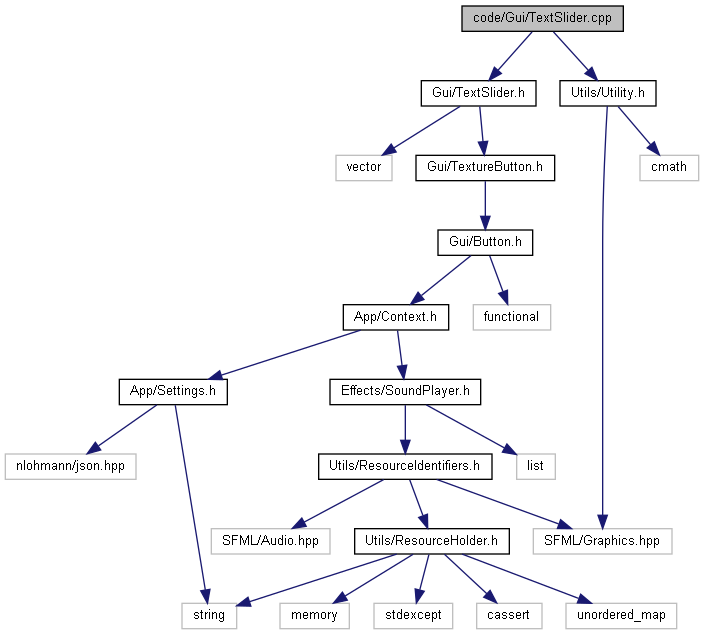 code/Gui/TextSlider.cpp
Gui/TextSlider.h
Utils/Utility.h
vector
Gui/TextureButton.h
cmath
Gui/Button.h
App/Context.h
functional
App/Settings.h
Effects/SoundPlayer.h
nlohmann/json.hpp
Utils/ResourceIdentifiers.h
list
SFML/Audio.hpp
Utils/ResourceHolder.h
SFML/Graphics.hpp
string
memory
stdexcept
cassert
unordered_map